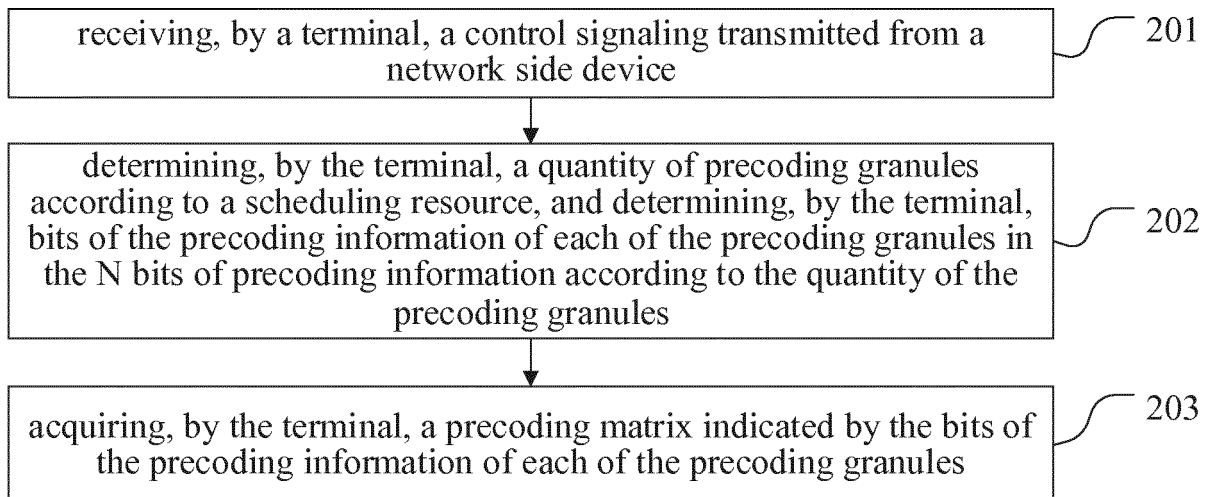 receiving, by a terminal, a control signaling transmitted from a
network side device
201
determining, by the terminal, a quantity of precoding granules
according to a scheduling resource, and determining, by the terminal,
bits of the precoding information of each of the precoding granules in
the N bits of precoding information according to the quantity of the
precoding granules
202
acquiring, by the terminal, a precoding matrix indicated by the bits of
the precoding information of each of the precoding granules
203